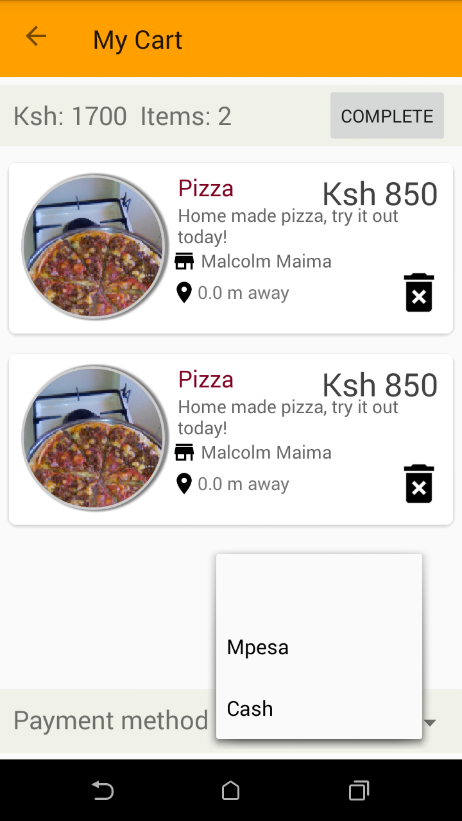 My Cart
Ksh: 1700 Items: 2
COMPLETE
Pizza
Ksh 850
Home made pizza, try it out
today!
Malcolm Maima
0.0 m away
Pizza
Ksh 850
Home made pizza, try it out
today!
Malcolm Maima
0.0 m away
Mpesa
Cash
Payment method